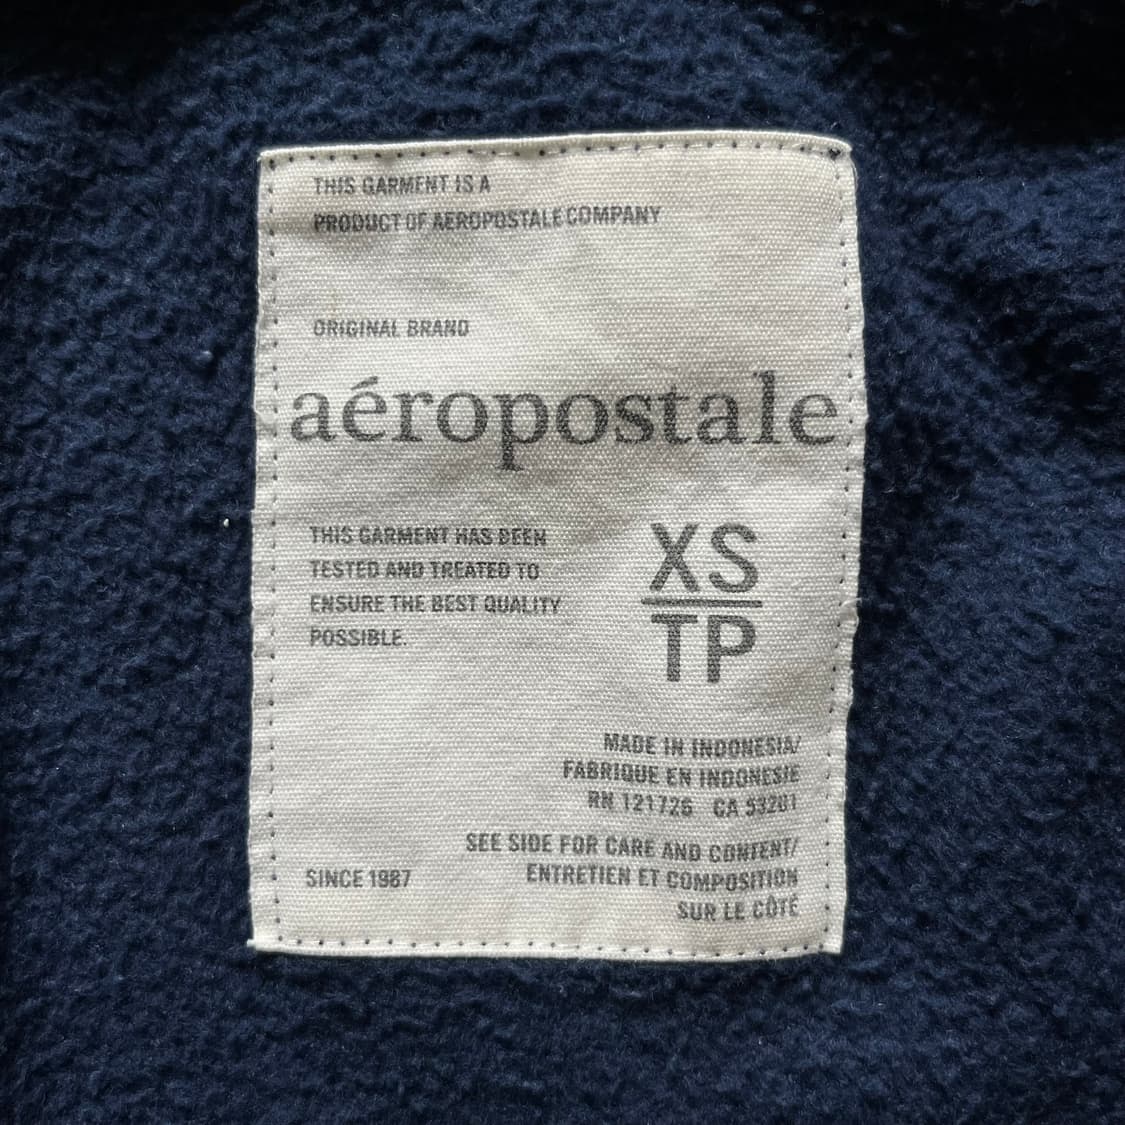 THIS GARMENT IS A
PRODUCT OF AEROPOSTALE COMPANY
ORIGINAL BRAND
aéropostale
THIS GARMENT HAS BEEN
TESTED AND TREATED TO
ENSURE THE BEST QUALITY
POSSIBLE.
XS
TP
MADE IN INDONESIA/
FABRIQUE EN INDONESIE
RN 121726 CA 53201
SEE SIDE FOR CARE AND CONTENT/
ENTRETIEN ET COMPOSITION
SUR LE CÔTÉ
SINCE 1987